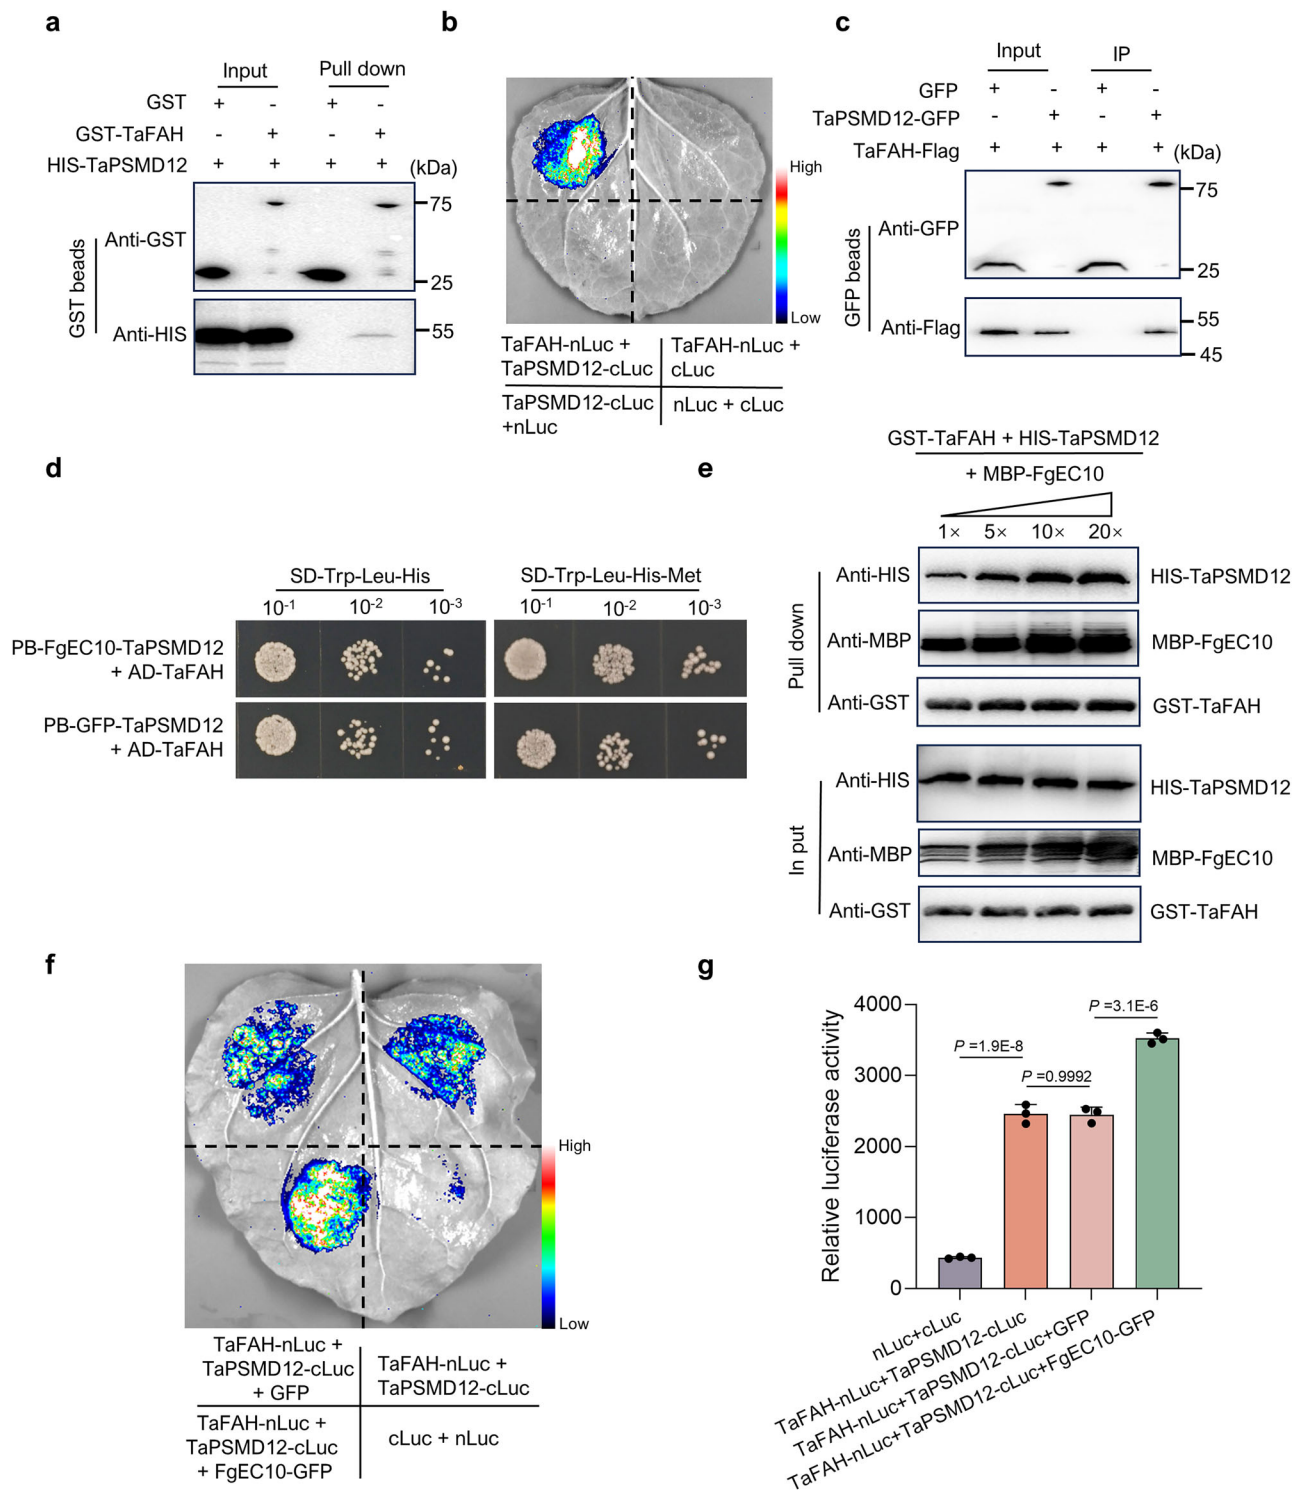 a
Input
Pull down
GST
+ - + -
GST-TaFAH
- + - +
HIS-TaPSMD12
+ + + +
(kDa)
GST beads
Anti-GST
75
25
Anti-HIS
55
b
High
Low
TaFAH-nLuc +
TaPSMD12-cLuc
TaFAH-nLuc +
cLuc
TaPSMD12-cLuc
+nLuc
nLuc + cLuc
c
Input
IP
GFP
+ - + -
TaPSMD12-GFP
- + - +
TaFAH-Flag
+ + + +
(kDa)
GFP beads
Anti-GFP
75
25
Anti-Flag
55
45
d
SD-Trp-Leu-His
SD-Trp-Leu-His-Met
10-1 10-2 10-3
10-1 10-2 10-3
PB-FgEC10-TaPSMD12
+ AD-TaFAH
PB-GFP-TaPSMD12
+ AD-TaFAH
e
GST-TaFAH + HIS-TaPSMD12
+ MBP-FgEC10
1× 5× 10× 20×
Pull down
Anti-HIS
HIS-TaPSMD12
Anti-MBP
MBP-FgEC10
Anti-GST
GST-TaFAH
In put
Anti-HIS
HIS-TaPSMD12
Anti-MBP
MBP-FgEC10
Anti-GST
GST-TaFAH
f
High
Low
TaFAH-nLuc +
TaPSMD12-cLuc
+ GFP
TaFAH-nLuc +
TaPSMD12-cLuc
TaFAH-nLuc +
TaPSMD12-cLuc
+ FgEC10-GFP
cLuc + nLuc
g
Relative luciferase activity
4000
3000
2000
1000
0
P =1.9E-8
P =0.9992
P =3.1E-6
nLuc+cLuc
TaFAH-nLuc+TaPSMD12-cLuc
TaFAH-nLuc+TaPSMD12-cLuc+GFP
TaFAH-nLuc+TaPSMD12-cLuc+FgEC10-GFP